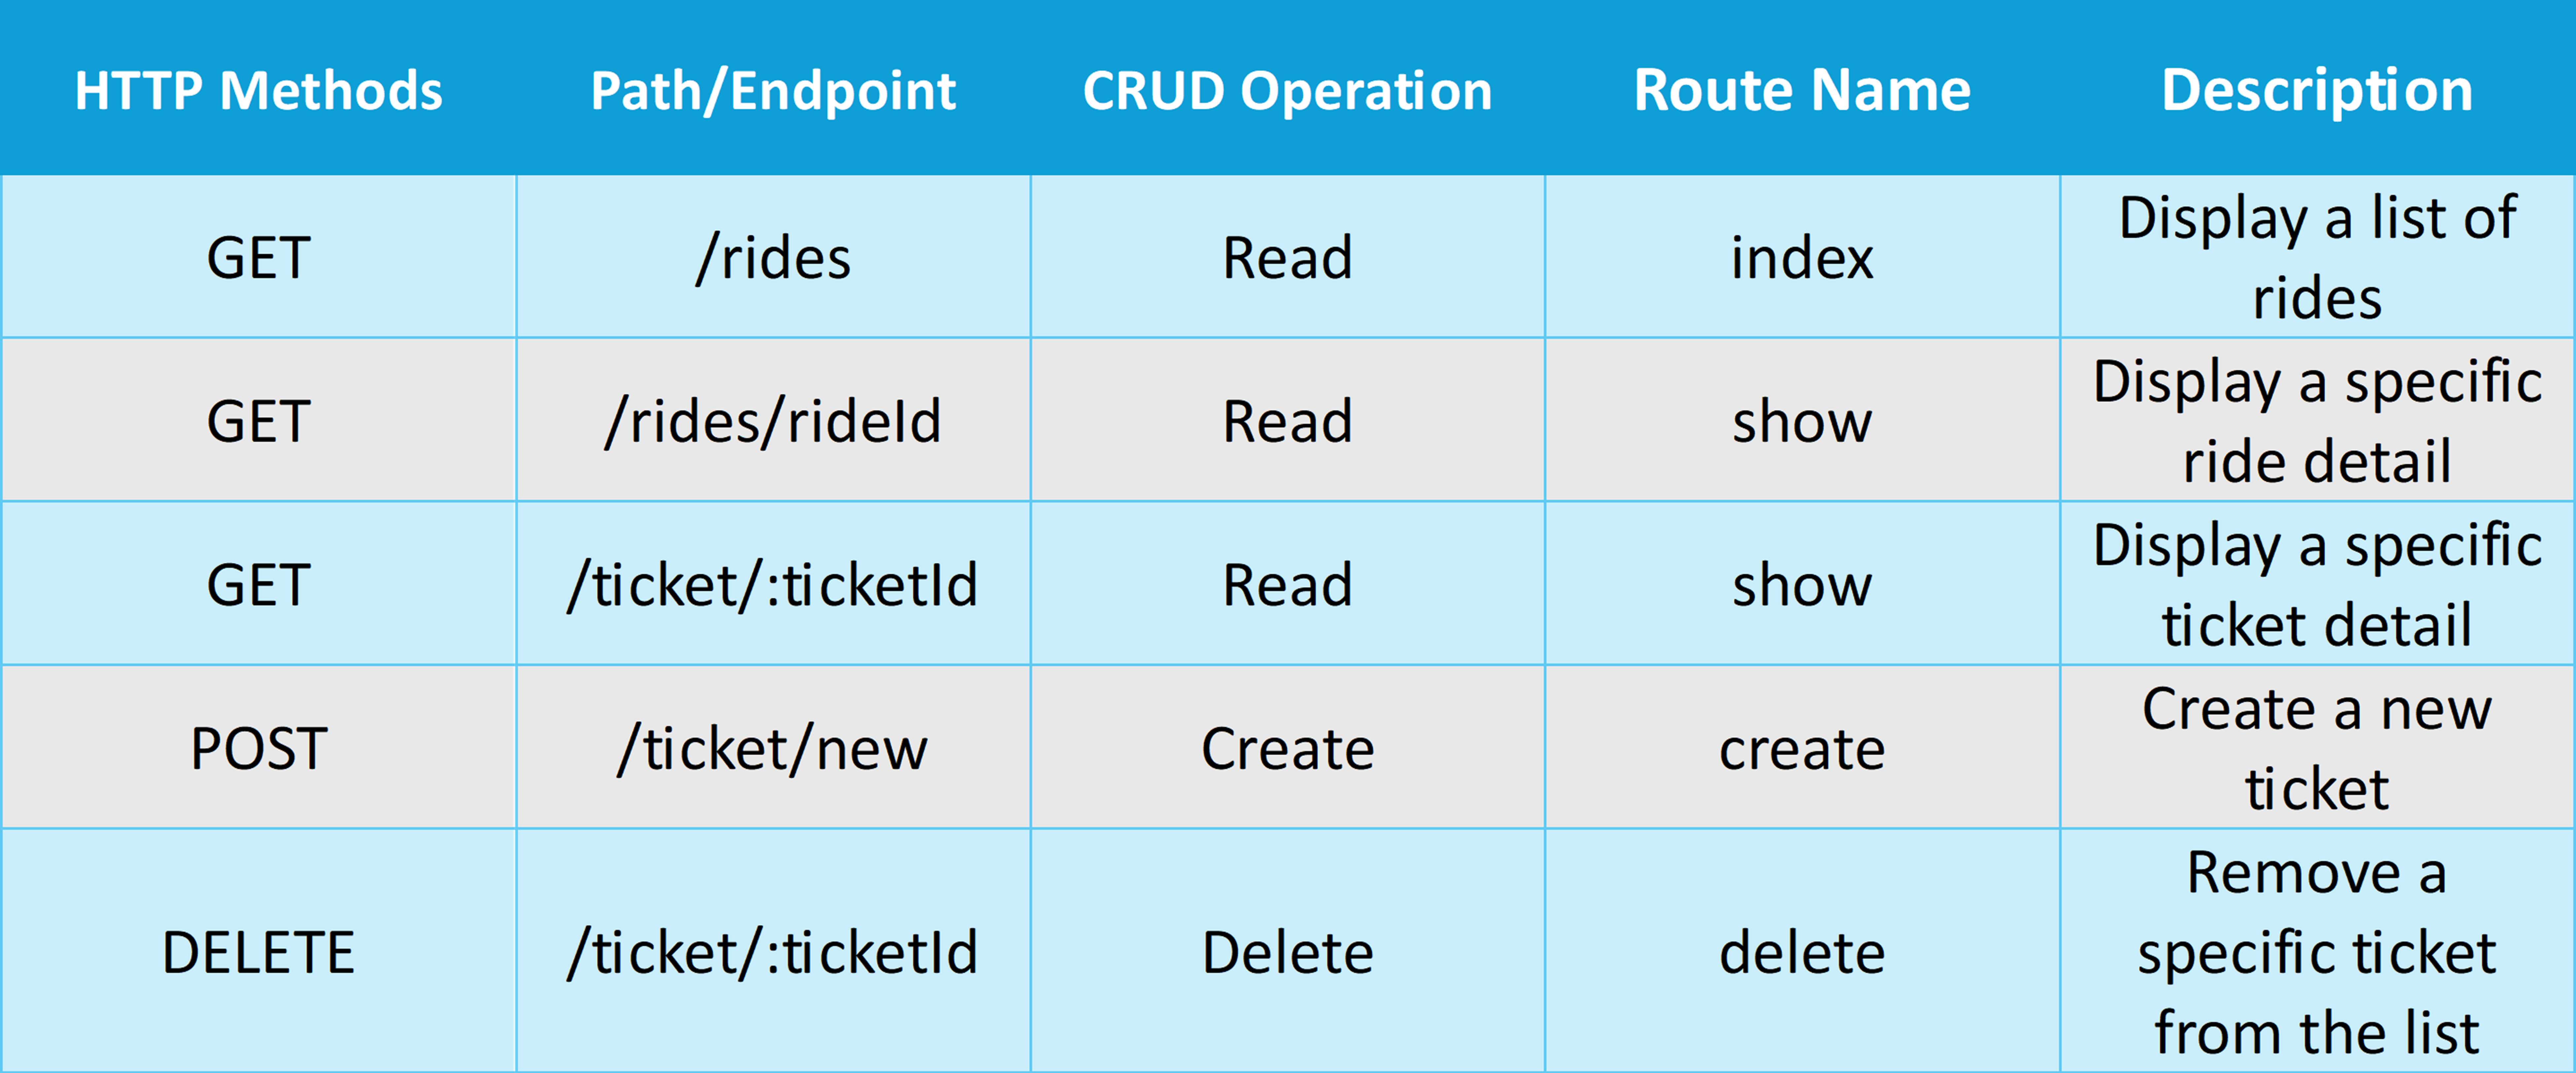 HTTP Methods Path/Endpoint CRUD Operation Route Name Description
GET /rides Read index Display a list of
rides
GET /rides/rideId Read show Display a specific
ride detail
GET /ticket/:ticketId Read show Display a specific
ticket detail
POST /ticket/new Create create Create a new
ticket
DELETE /ticket/:ticketId Delete delete Remove a
specific ticket
from the list